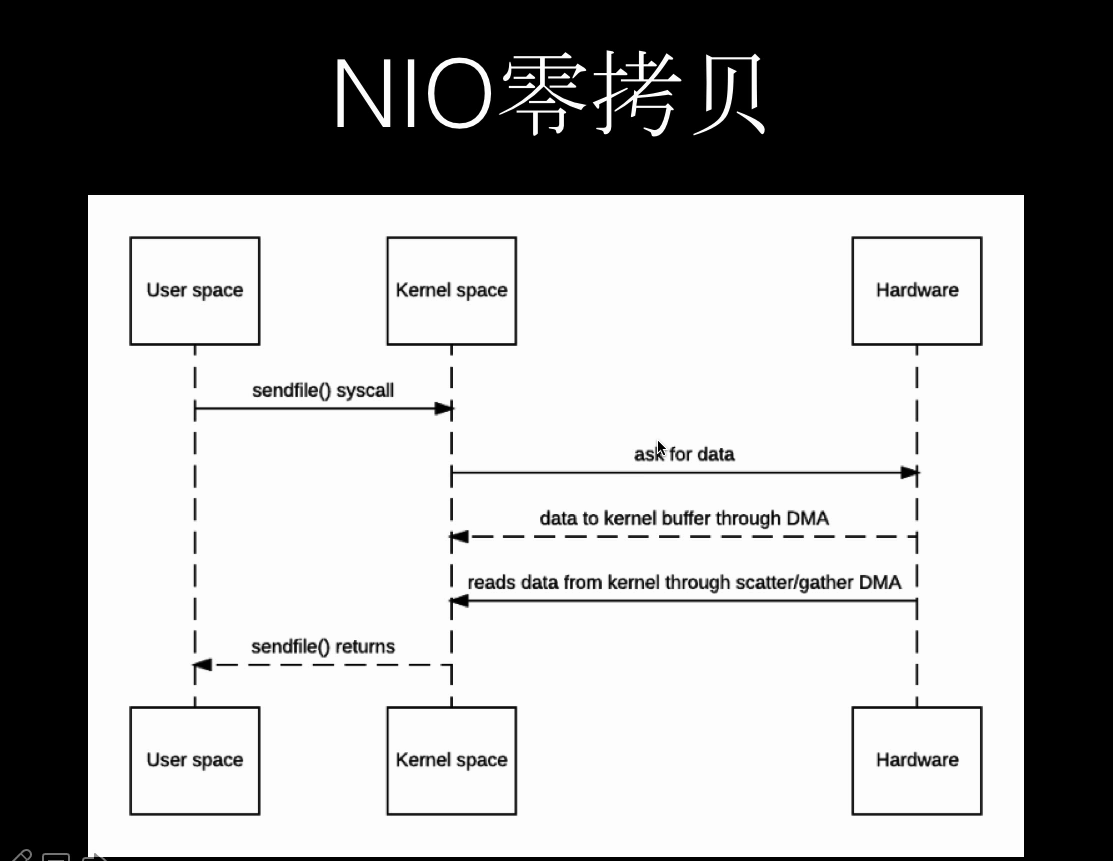 NIO零拷贝
User space
Kernel space
Hardware
sendfile() syscall
ask for data
data to kernel buffer through DMA
reads data from kernel through scatter/gather DMA
sendfile() returns
User space
Kernel space
Hardware